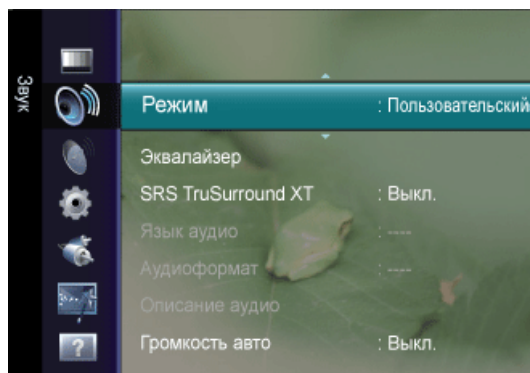 Звук
Режим : Пользовательский
Эквалайзер
SRS TruSurround XT : Выкл.
Язык аудио : ----
Аудиоформат : ----
Описание аудио
Громкость авто : Выкл.
?